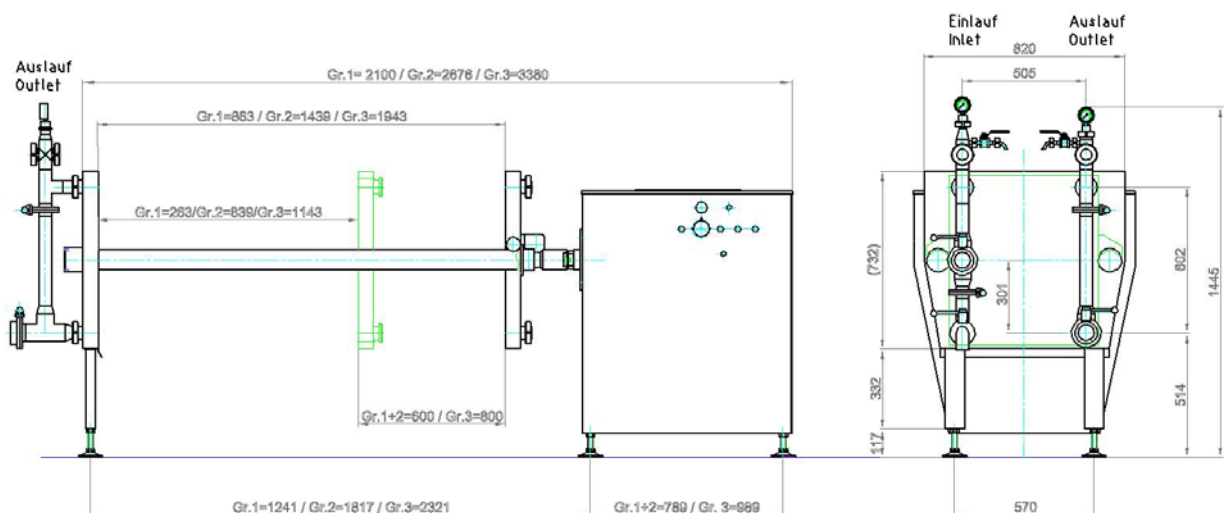 Einlauf
Inlet
Auslauf
Outlet
820
Auslauf
Outlet
Gr.1= 2100 / Gr.2=2676 / Gr.3=3380
505
Gr.1=863 / Gr.2=1439 / Gr.3=1943
Gr.1=263/Gr.2=839/Gr.3=1143
(732)
301
602
1445
Gr.1÷2=600 / Gr.3=800
332
514
117
Gr.1=1241 / Gr.2=1817 / Gr.3=2321
Gr.1÷2=789 / Gr. 3=989
570